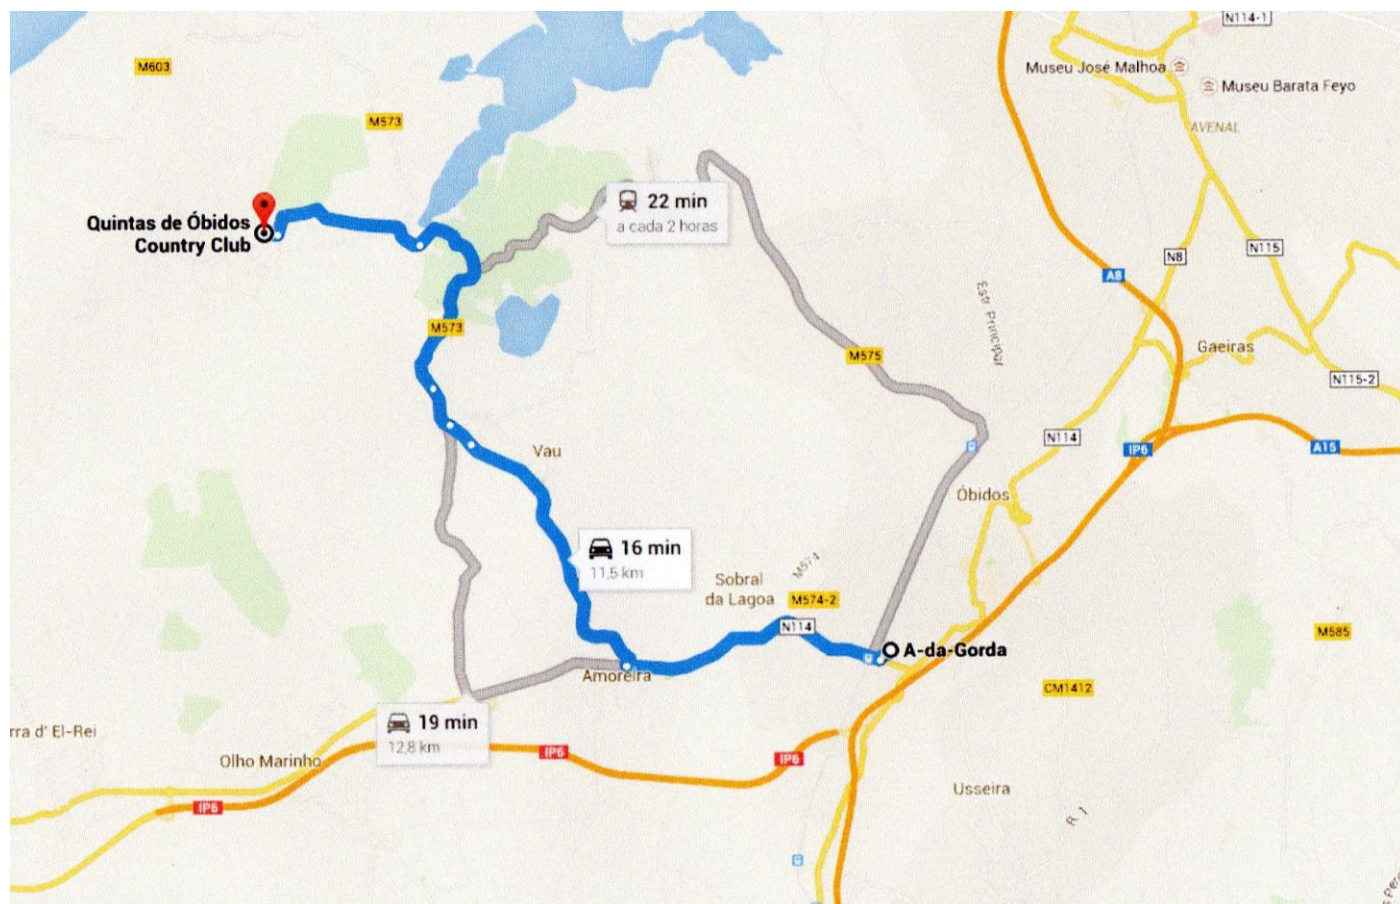 N114-1
M603
Museu José Malhoa
Museu Barata Feyo
M573
AVENAL
22 min
a cada 2 horas
Quintas de Óbidos
Country Club
N115
N8
A8
Estr. Principal
M573
Gaeiras
M575
N115-2
N114
Vau
IP6
A15
Óbidos
16 min
11,5 km
M574
Sobral
da Lagoa
M574-2
N114
M585
A-da-Gorda
Amoreira
CM1412
19 min
12,8 km
rra d' El-Rei
IP6
IP6
Olho Marinho
Usseira
IP6
R. 1